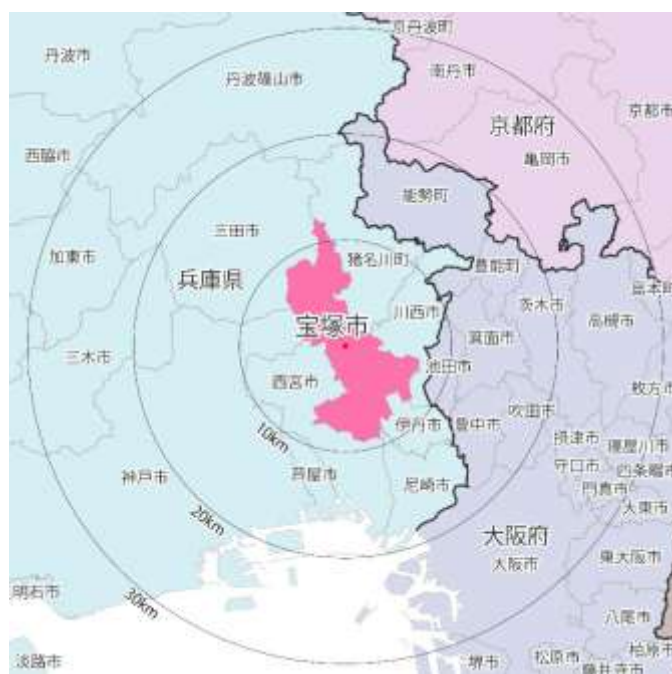 京丹波町
丹波市
南丹市
丹波篠山市
京都市
京都府
西脇市
亀岡市
能勢町
三田市
加東市
猪名川町
豊能町
兵庫県
茨木市
島本町
川西市
高槻市
宝塚市
箕面市
三木市
池田市
西宮市
枚方市
吹田市
伊丹市
豊中市
10km
摂津市
寝屋川市
守口市
四条畷市
神戸市
芦屋市
尼崎市
門真市
大東市
20km
大阪府
大阪市
東大阪市
明石市
30km
八尾市
柏原市
淡路市
堺市
松原市
藤井寺市